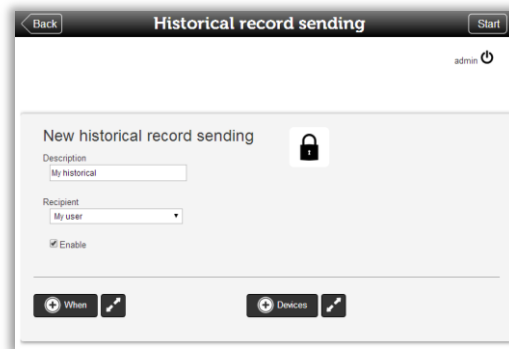 Back Historical record sending Start
admin
New historical record sending
Description
My historical
Recipient
My user
Enable
When Devices